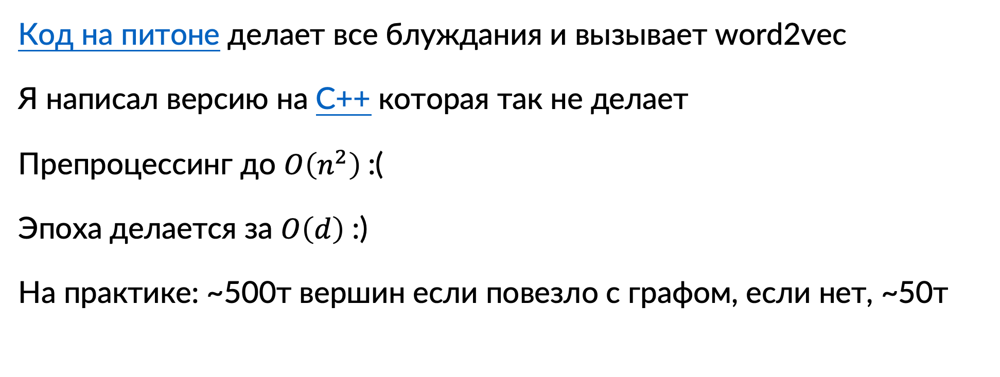 Код на питоне делает все блуждания и вызывает word2vec
Я написал версию на C++ которая так не делает
Препроцессинг до O(n²) :(
Эпоха делается за O(d) :)
На практике: ~500т вершин если повезло с графом, если нет, ~50т